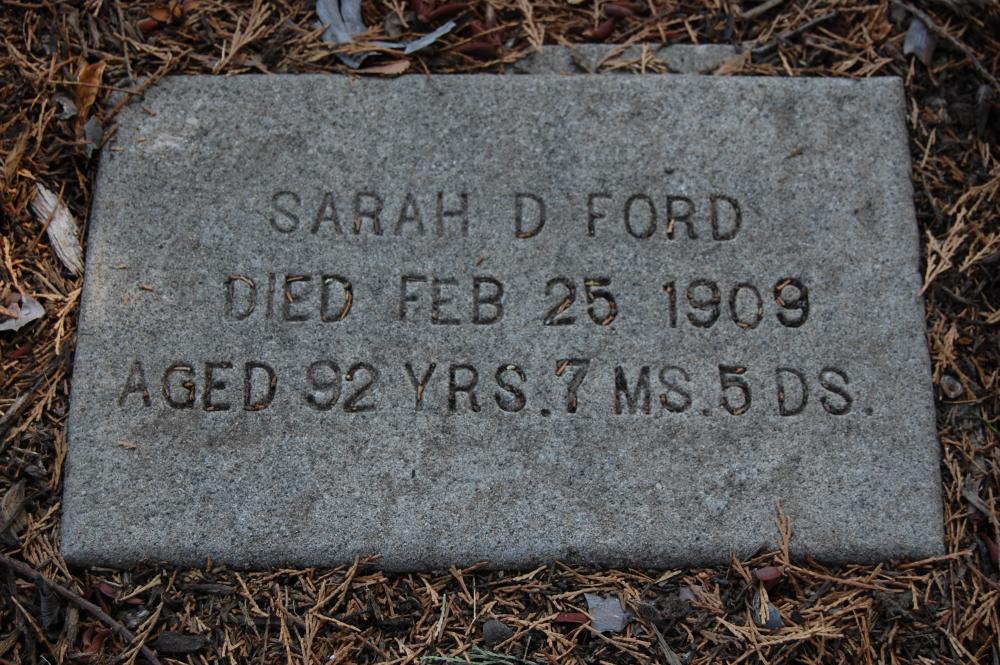 SARAH D FORD
DIED FEB 25 1909
AGED 92 YRS. 7 MS. 5 DS.